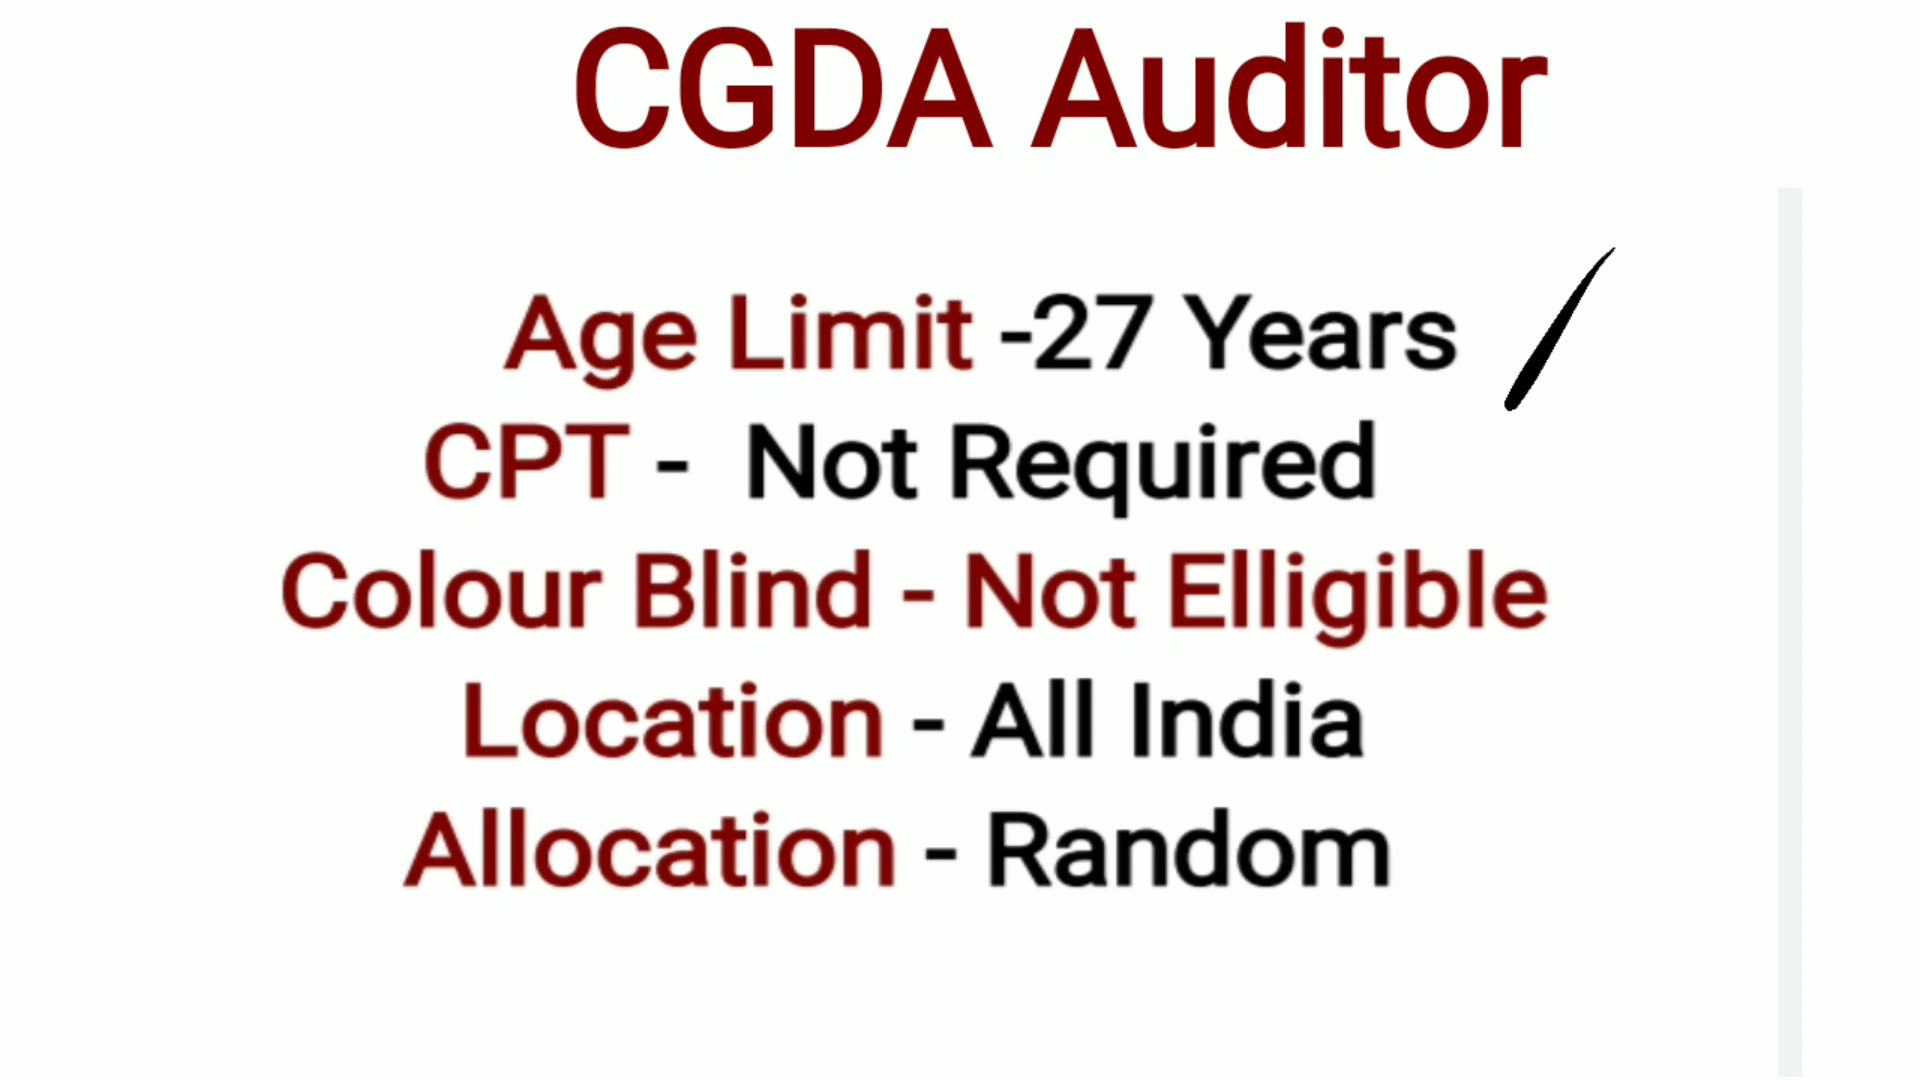 CGDA Auditor
Age Limit -27 Years
CPT - Not Required
Colour Blind - Not Elligible
Location - All India
Allocation - Random